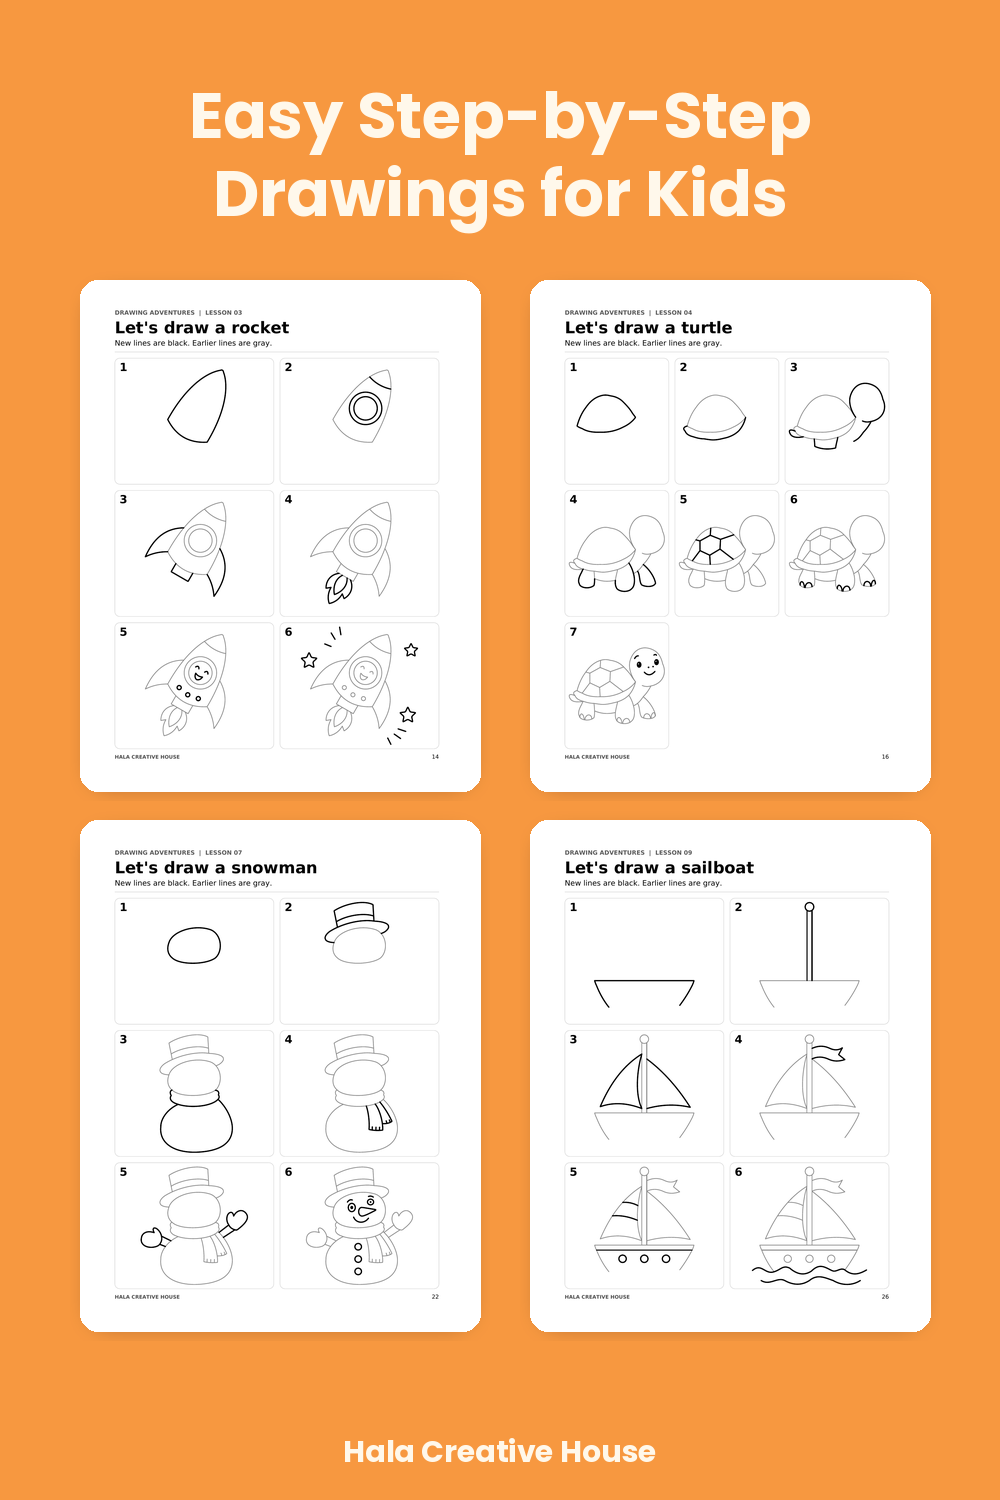 Easy Step-by-Step
Drawings for Kids
DRAWING ADVENTURES | LESSON 03
Let's draw a rocket
New lines are black. Earlier lines are gray.
1
2
3
4
5
6
HALA CREATIVE HOUSE
14
DRAWING ADVENTURES | LESSON 04
Let's draw a turtle
New lines are black. Earlier lines are gray.
1
2
3
4
5
6
7
HALA CREATIVE HOUSE
16
DRAWING ADVENTURES | LESSON 07
Let's draw a snowman
New lines are black. Earlier lines are gray.
1
2
3
4
5
6
HALA CREATIVE HOUSE
22
DRAWING ADVENTURES | LESSON 09
Let's draw a sailboat
New lines are black. Earlier lines are gray.
1
2
3
4
5
6
HALA CREATIVE HOUSE
26
Hala Creative House